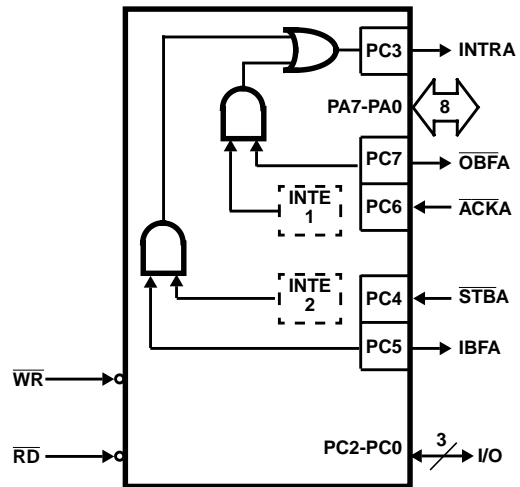 PC3 INTRA
PA7-PA0 8
PC7 OBFA
INTE
1
PC6 ACKA
INTE
2
PC4 STBA
PC5 IBFA
WR
PC2-PC0 3 I/O
RD